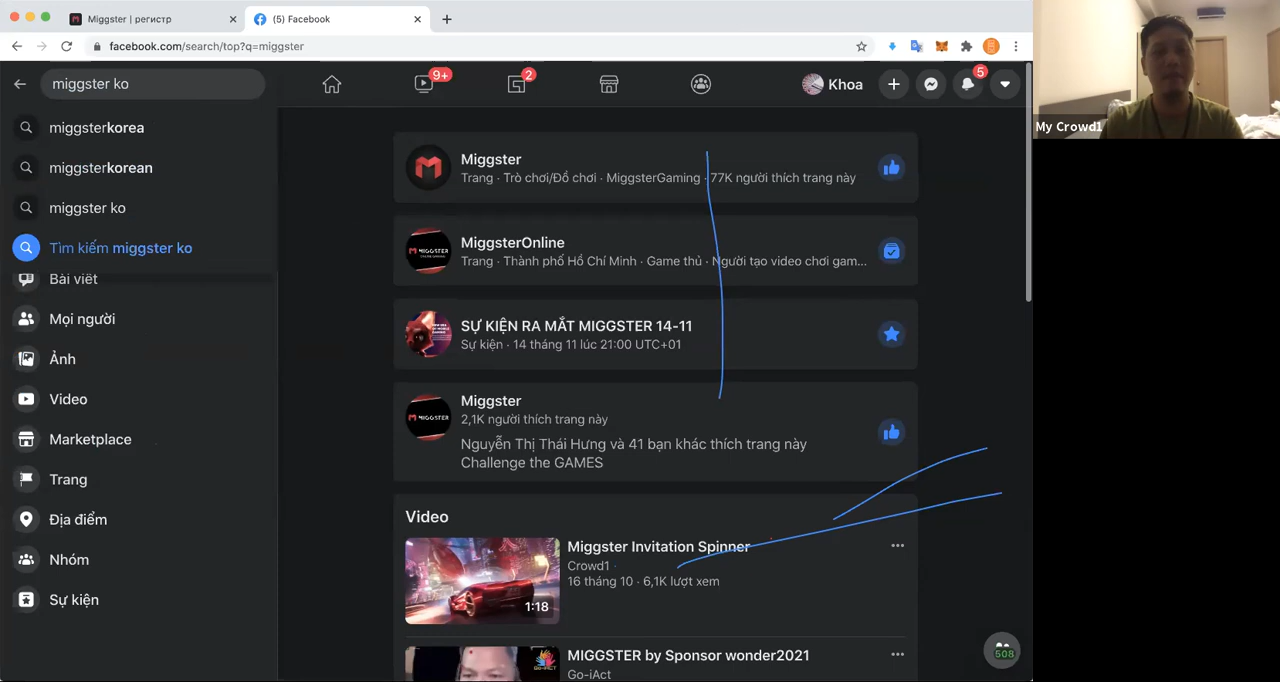 Miggster | регистр
(5) Facebook
facebook.com/search/top?q=miggster
miggster ko
9+
2
Khoa
5
miggsterkorea
miggsterkorean
miggster ko
Tìm kiếm miggster ko
Bài viết
Mọi người
Ảnh
Video
Marketplace
Trang
Địa điểm
Nhóm
Sự kiện
Miggster
Trang · Trò chơi/Đồ chơi · MiggsterGaming · 77K người thích trang này
MiggsterOnline
Trang · Thành phố Hồ Chí Minh · Game thủ · Người tạo video chơi gam...
SỰ KIỆN RA MẮT MIGGSTER 14-11
Sự kiện · 14 tháng 11 lúc 21:00 UTC+01
Miggster
2,1K người thích trang này
Nguyễn Thị Thái Hưng và 41 bạn khác thích trang này
Challenge the GAMES
Video
Miggster Invitation Spinner
Crowd1 ·
16 tháng 10 · 6,1K lượt xem
1:18
MIGGSTER by Sponsor wonder2021
Go-iAct
GO-iACT
MIGGSTER
MIGGSTER
508
My Crowd1